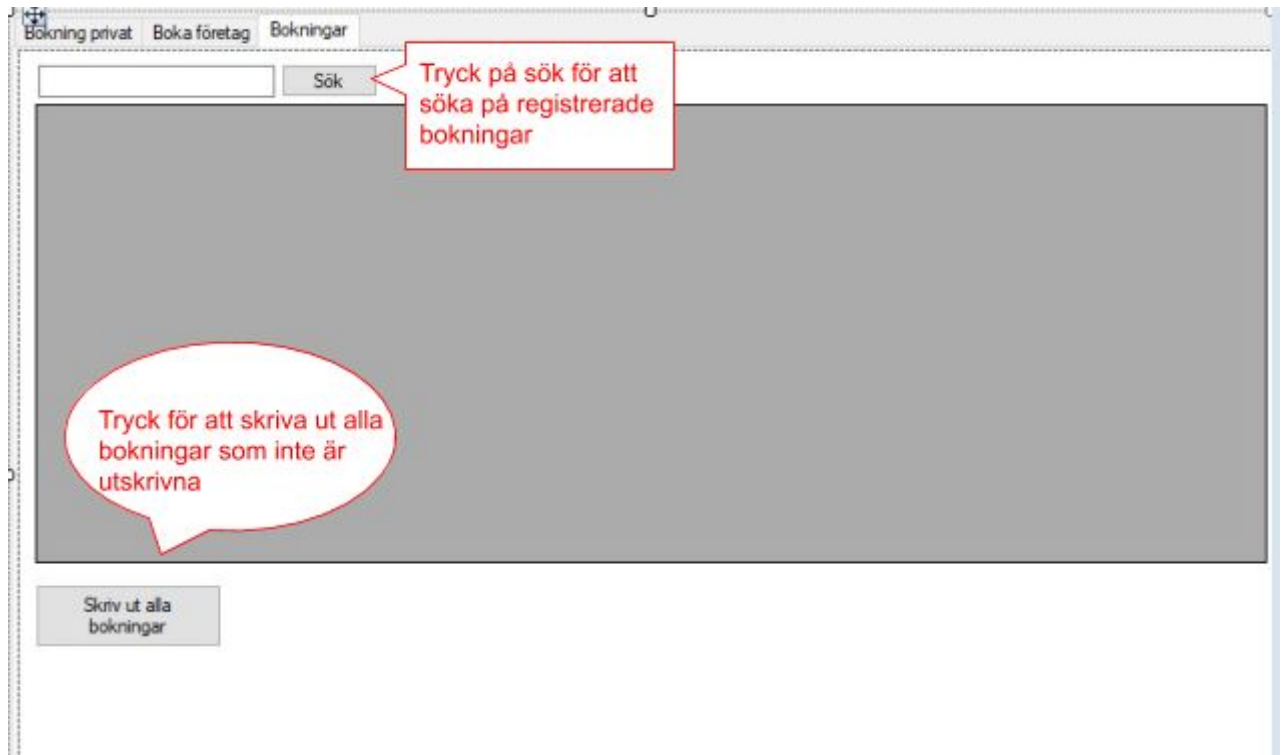 Bokning privat Boka företag Bokningar
Sök
Tryck på sök för att
söka på registrerade
bokningar
Tryck för att skriva ut alla
bokningar som inte är
utskrivna
Skriv ut alla
bokningar